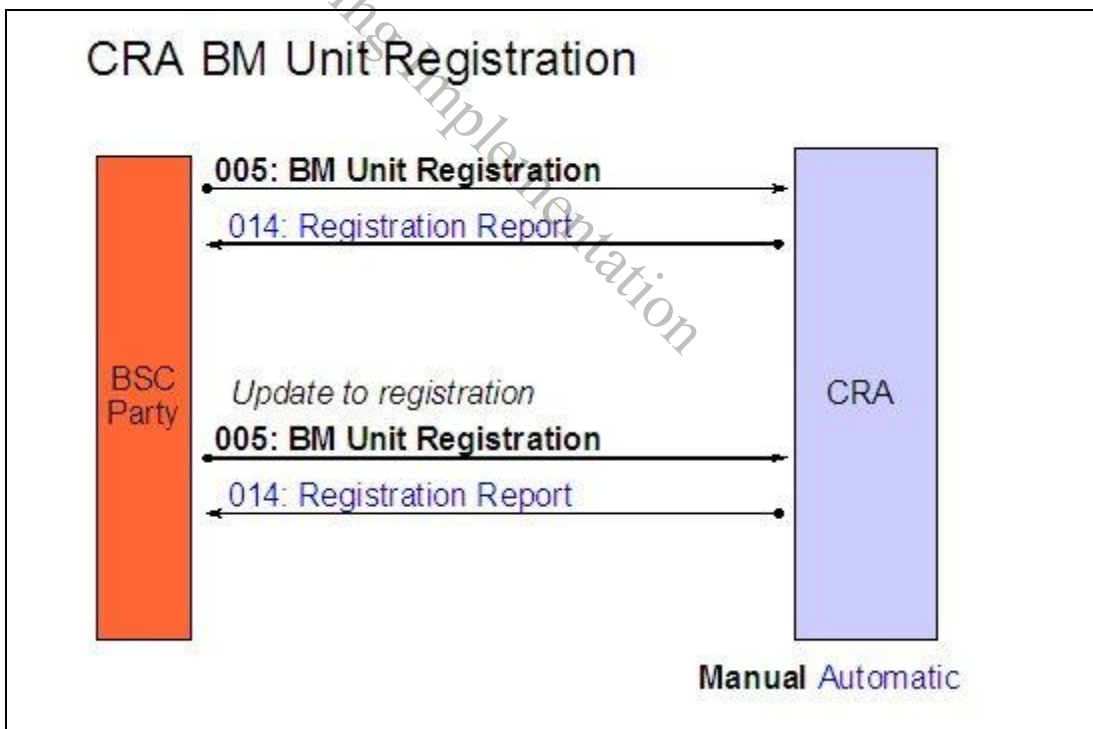 CRA BM Unit Registration
005: BM Unit Registration
014: Registration Report
BSC
Party
CRA
Update to registration
005: BM Unit Registration
014: Registration Report
Manual Automatic
Implementation